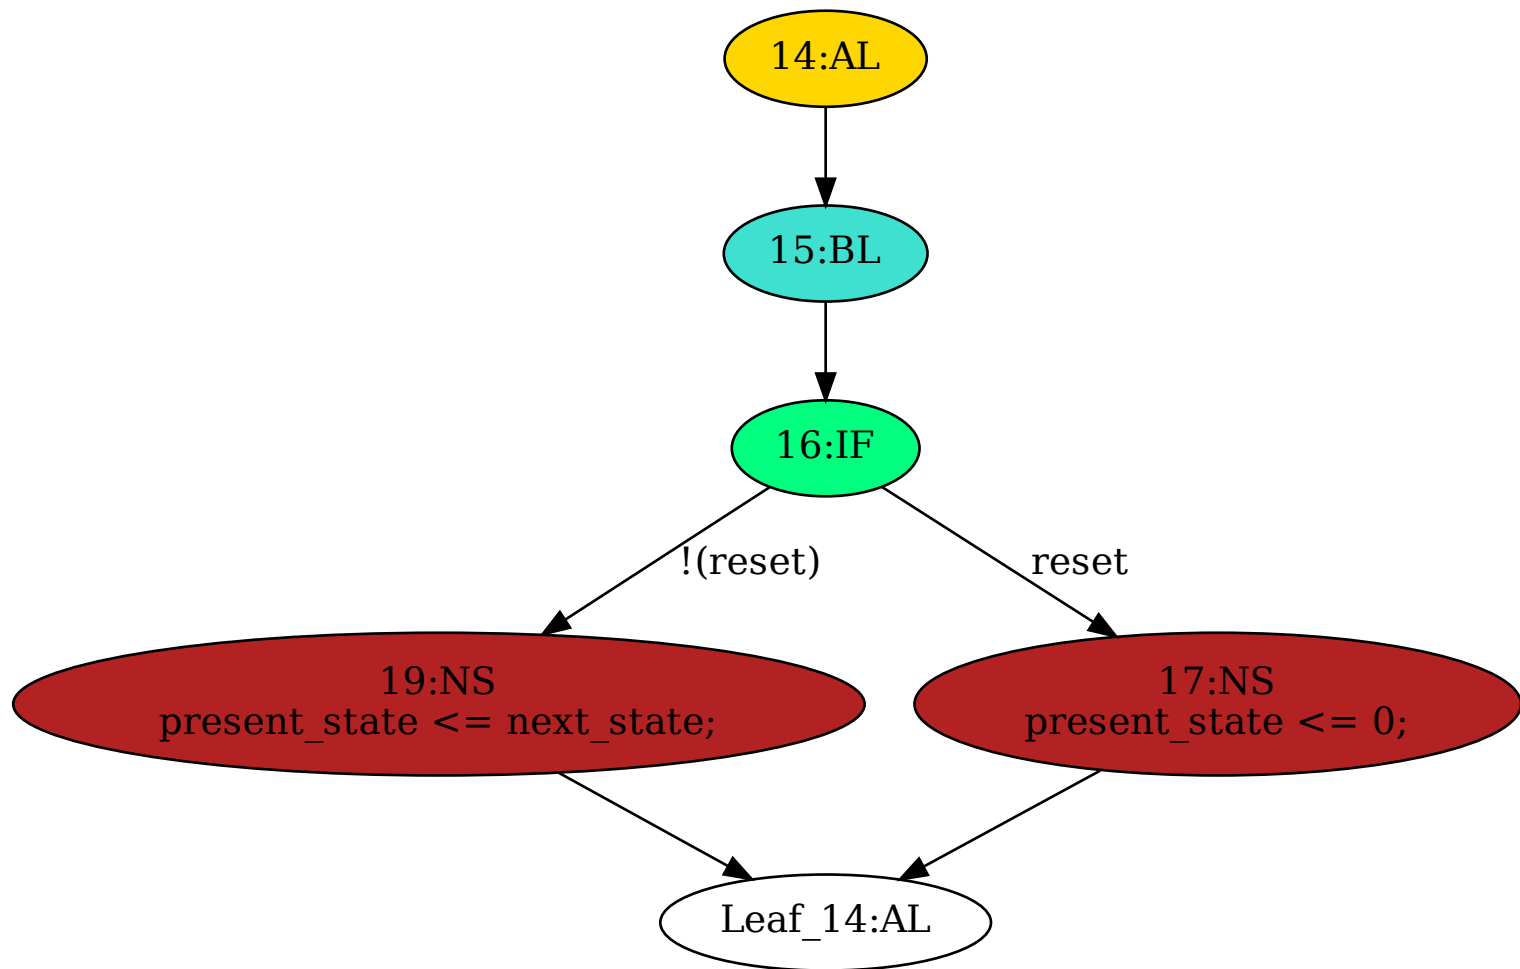 14:AL
15:BL
16:IF
!(reset)
reset
19:NS
present_state <= next_state;
17:NS
present_state <= 0;
Leaf_14:AL